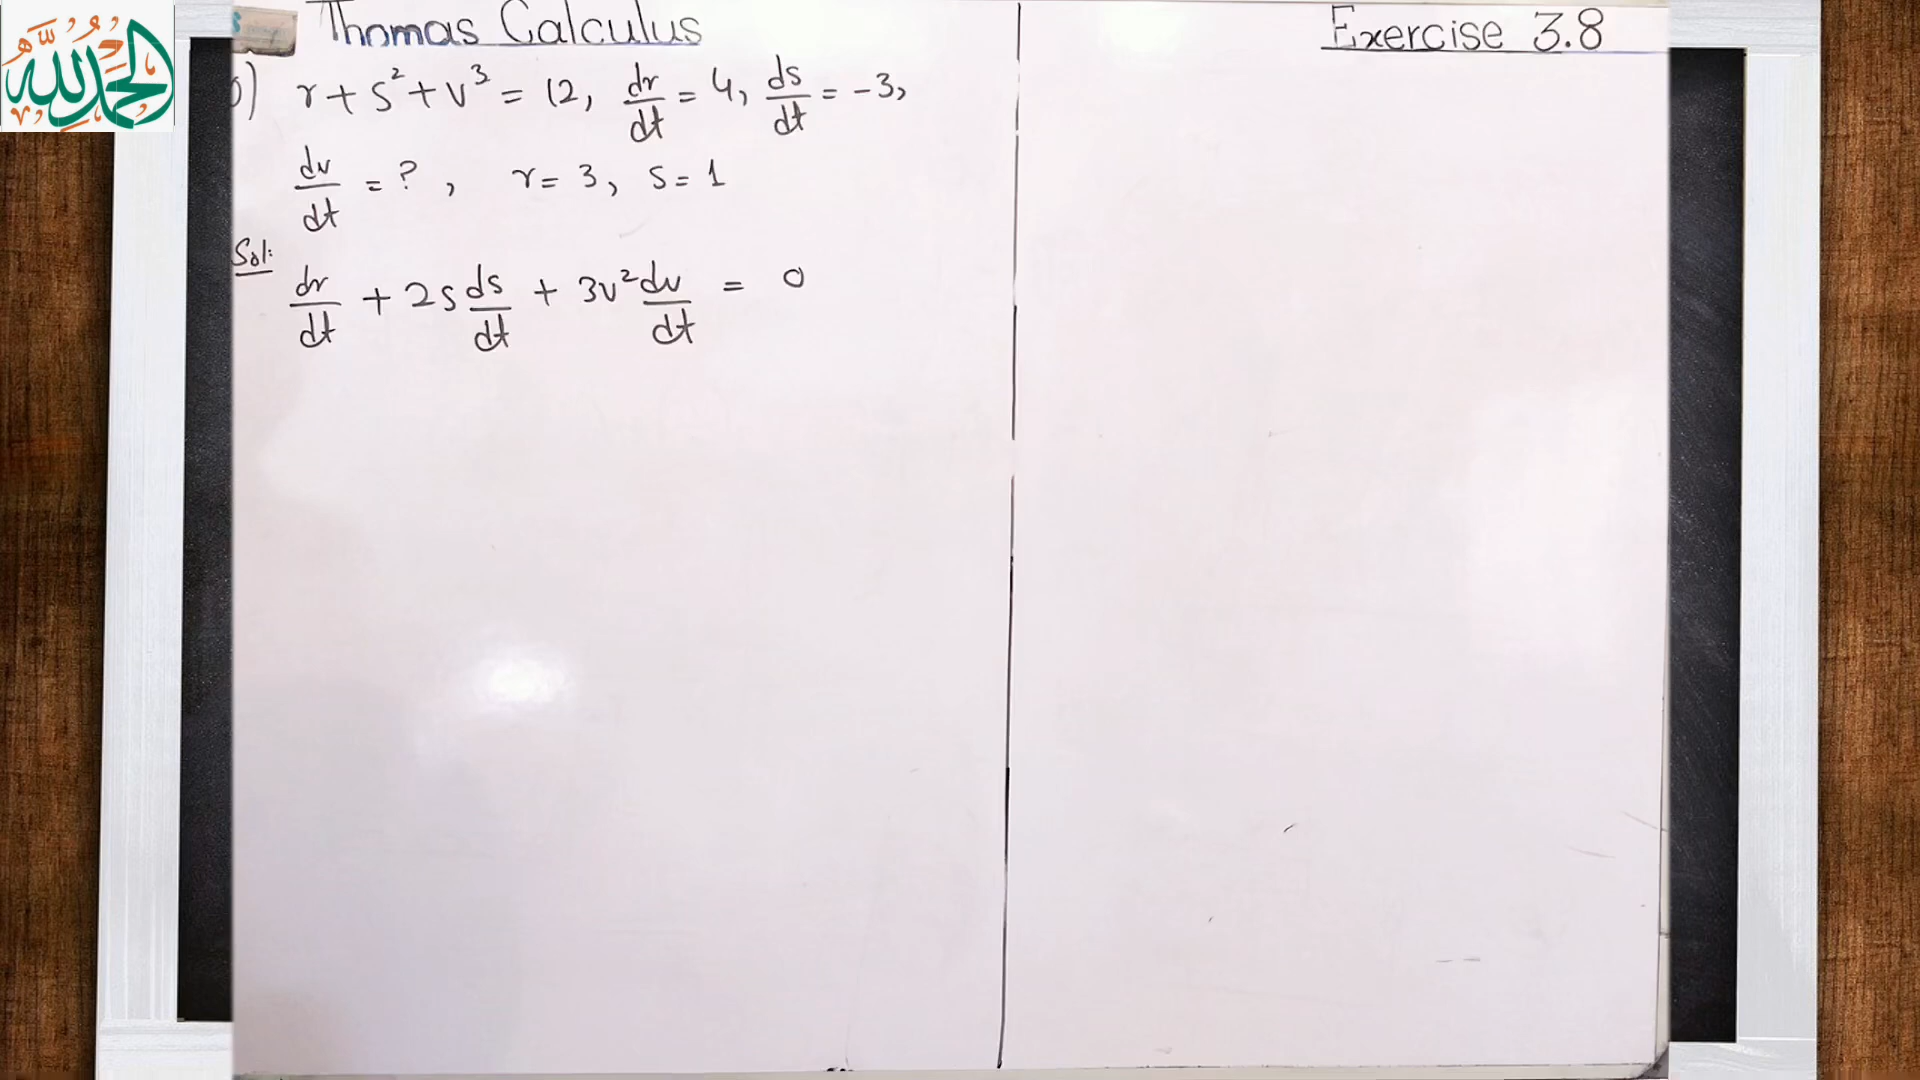 الحمد لله
Thomas Calculus
Exercise 3.8
) r + s² + v³ = 12, dr/dt = 4, ds/dt = -3,
dv/dt = ?, r = 3, s = 1
Sol:
dr/dt + 2s ds/dt + 3v² dv/dt = 0